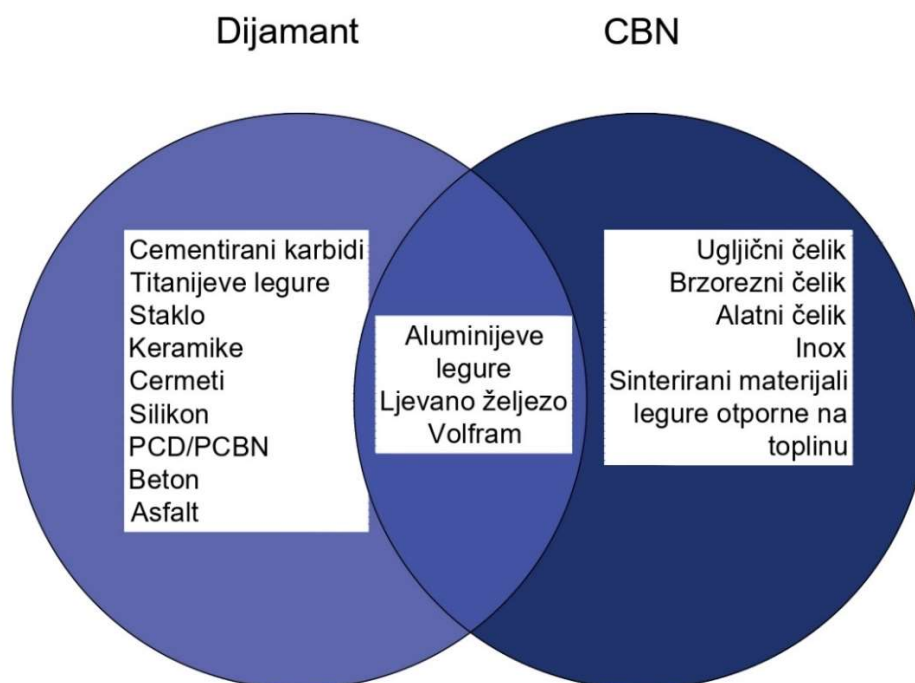 Dijamant
CBN
Cementirani karbidi
Titanijeve legure
Staklo
Keramike
Cermeti
Silikon
PCD/PCBN
Beton
Asfalt
Aluminijeve
legure
Ljevano željezo
Volfram
Ugljični čelik
Brzorezni čelik
Alatni čelik
Inox
Sinterirani materijali
legure otporne na
toplinu